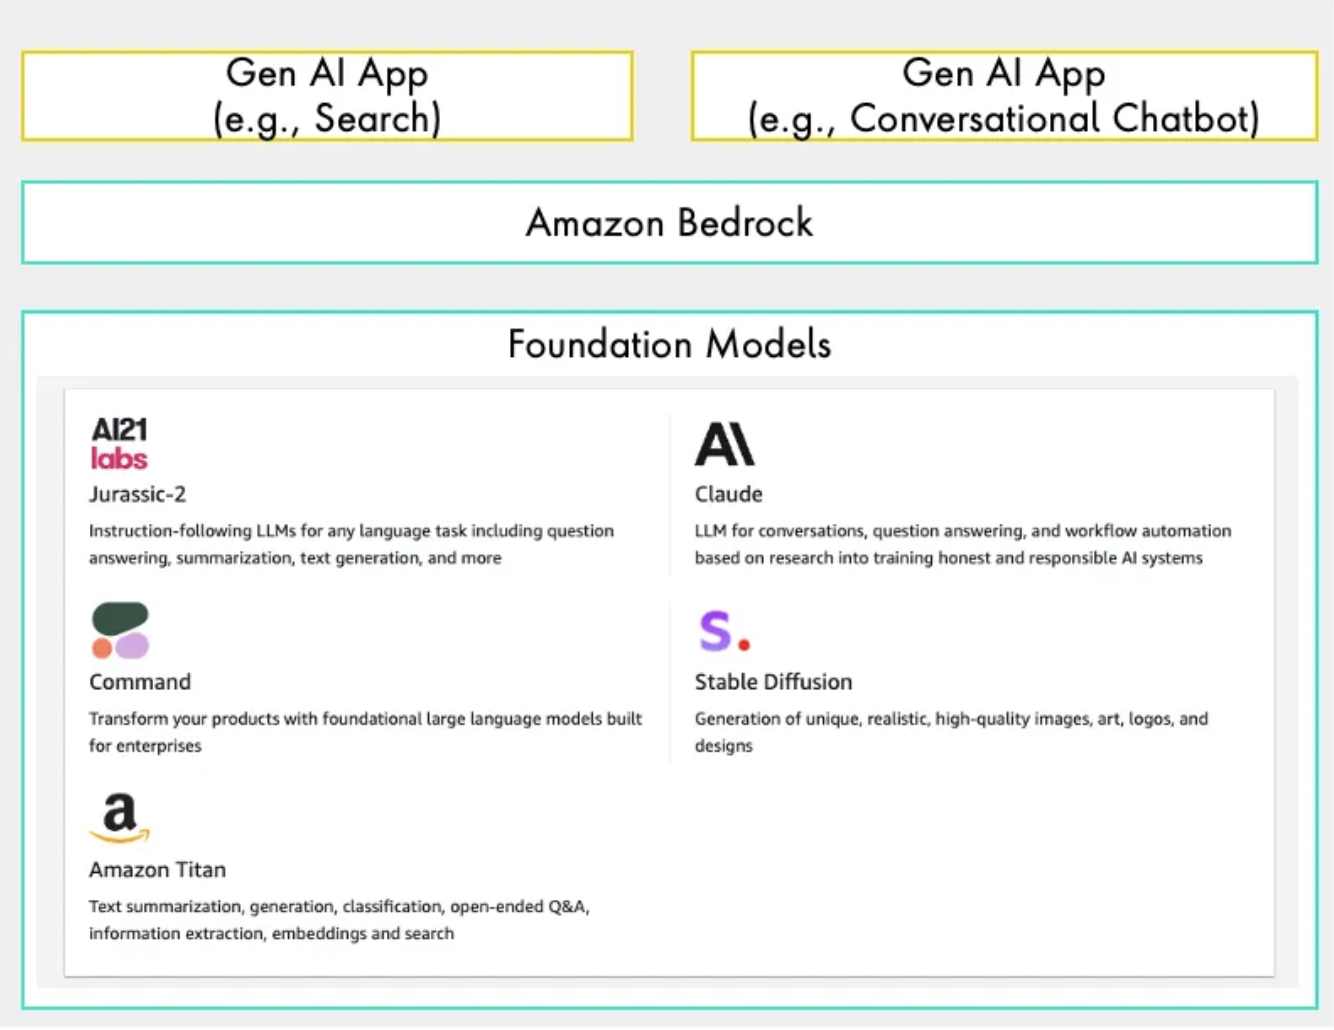 Gen AI App
(e.g., Search)
Gen AI App
(e.g., Conversational Chatbot)
Amazon Bedrock
Foundation Models
AI21
labs
Jurassic-2
Instruction-following LLMs for any language task including question
answering, summarization, text generation, and more
A\
Claude
LLM for conversations, question answering, and workflow automation
based on research into training honest and responsible AI systems
Command
Transform your products with foundational large language models built
for enterprises
S.
Stable Diffusion
Generation of unique, realistic, high-quality images, art, logos, and
designs
a
Amazon Titan
Text summarization, generation, classification, open-ended Q&A,
information extraction, embeddings and search